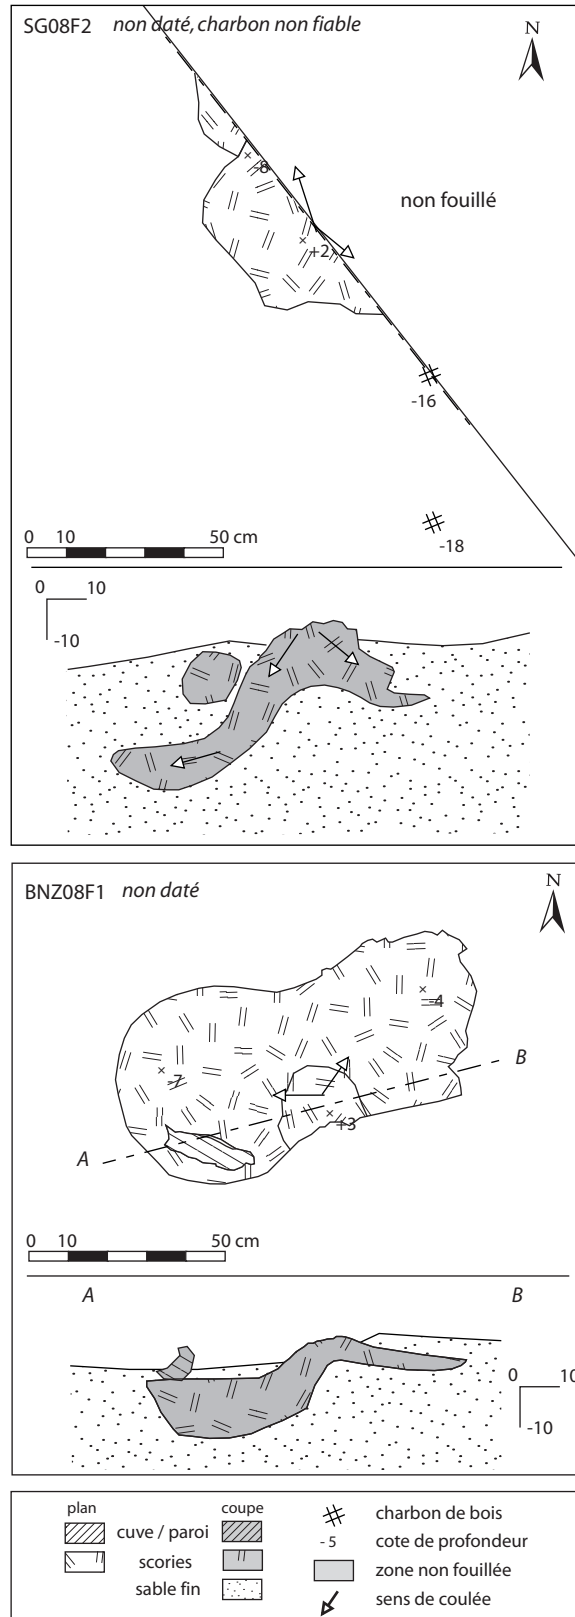 SG08F2 non daté, charbon non fiable
N
-8
non fouillé
+2
-16
0 10 50 cm
-18
0 10
-10
BNZ08F1 non daté
N
-4
-7
B
+3
A
0 10 50 cm
A B
0 10
-10
plan coupe
charbon de bois
cuve / paroi
- 5 cote de profondeur
scories
zone non fouillée
sable fin
sens de coulée